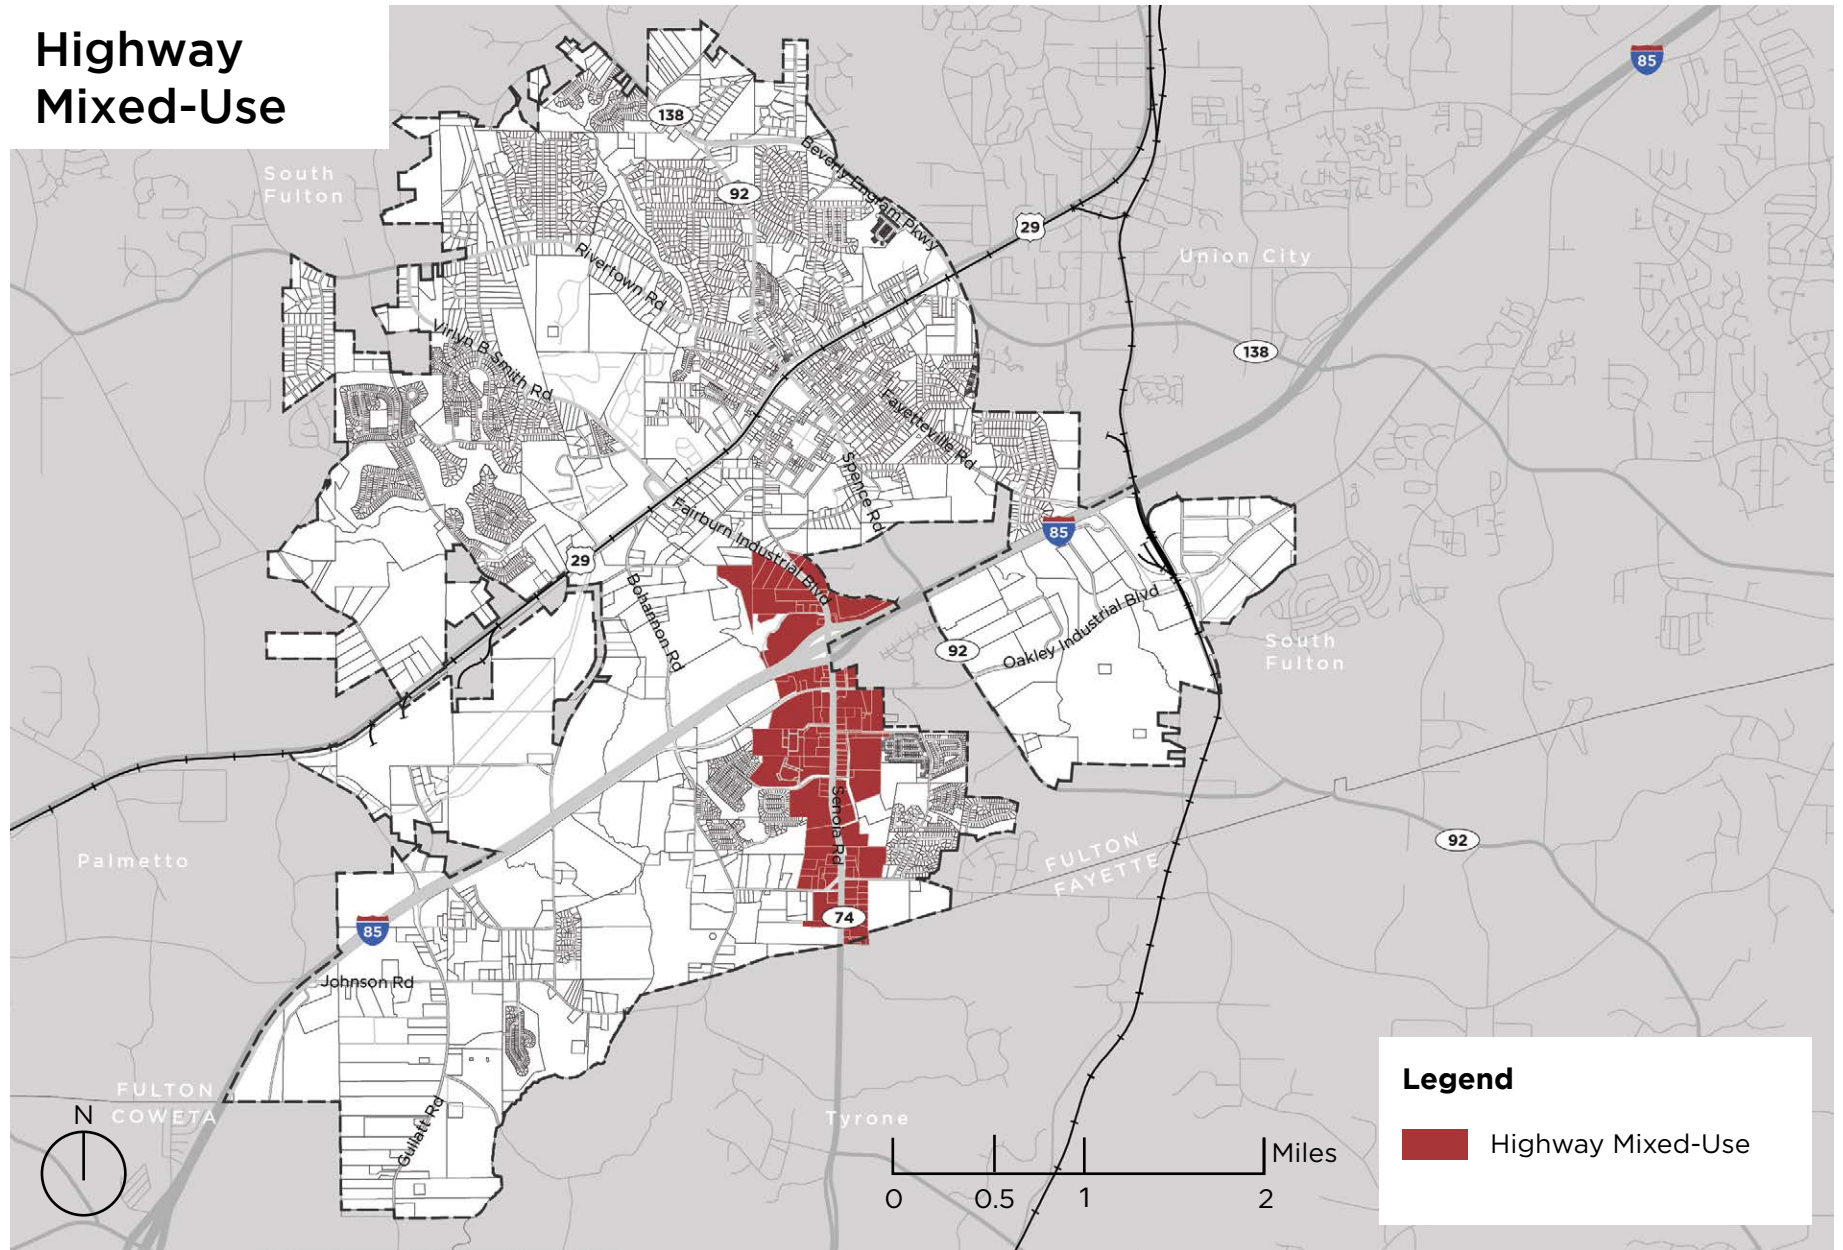 Highway
Mixed-Use
85
138
South
Fulton
Beverly Engram Pkwy
92
29
Union City
Rivertown Rd
Virlyn B Smith Rd
138
Fayetteville Rd
Spence Rd
Fairburn Industrial Blvd
85
29
Bohannon Rd
Oakley Industrial Blvd
92
South
Fulton
Senoia Rd
FULTON
FAYETTE
92
Palmetto
74
85
Johnson Rd
FULTON
COWETA
N
Gullatt Rd
Tyrone
Miles
0 0.5 1 2
Legend
Highway Mixed-Use